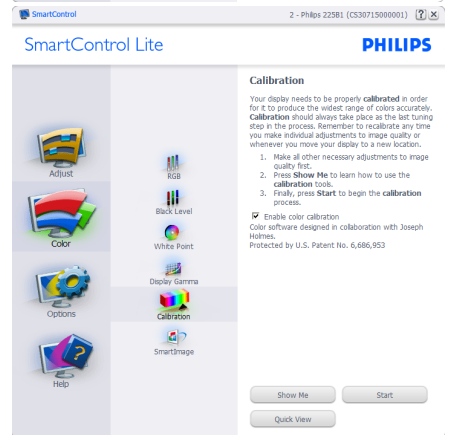 SmartControl
2 - Philips 225B1 (CS30715000001)
SmartControl Lite
PHILIPS
Adjust
Color
Options
Help
RGB
Black Level
White Point
Display Gamma
Calibration
SmartImage
Calibration
Your display needs to be properly calibrated in order
for it to produce the widest range of colors accurately.
Calibration should always take place as the last tuning
step in the process. Remember to recalibrate any time
you make individual adjustments to image quality or
whenever you move your display to a new location.
1. Make all other necessary adjustments to image
quality first.
2. Press Show Me to learn how to use the
calibration tools.
3. Finally, press Start to begin the calibration
process.
Enable color calibration
Color software designed in collaboration with Joseph
Holmes.
Protected by U.S. Patent No. 6,686,953
Show Me
Start
Quick View